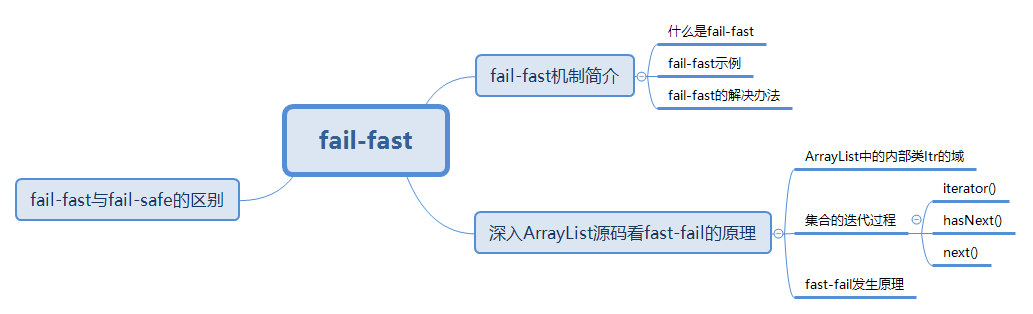 fail-fast
fail-fast机制简介
什么是fail-fast
fail-fast示例
fail-fast的解决办法
深入ArrayList源码看fast-fail的原理
ArrayList中的内部类Itr的域
集合的迭代过程
iterator()
hasNext()
next()
fast-fail发生原理
fail-fast与fail-safe的区别